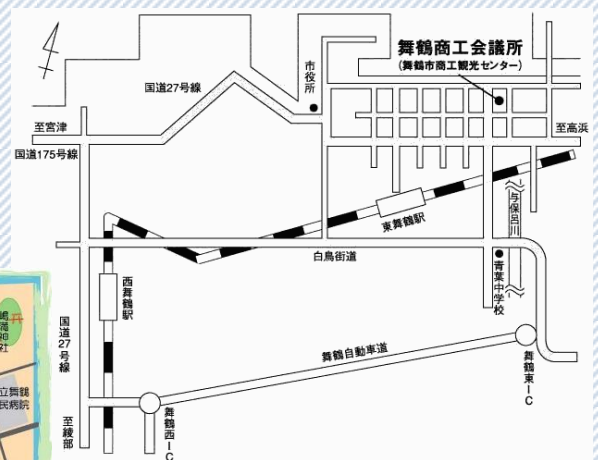 舞鶴商工会議所
(舞鶴市商工観光センター)
市役所
国道27号線
至宮津
国道175号線
至高浜
与保呂川
東舞鶴駅
白鳥街道
青葉中学校
西舞鶴駅
国道27号線
至綾部
舞鶴自動車道
舞鶴西IC
舞鶴東IC
神社
立舞鶴
民病院